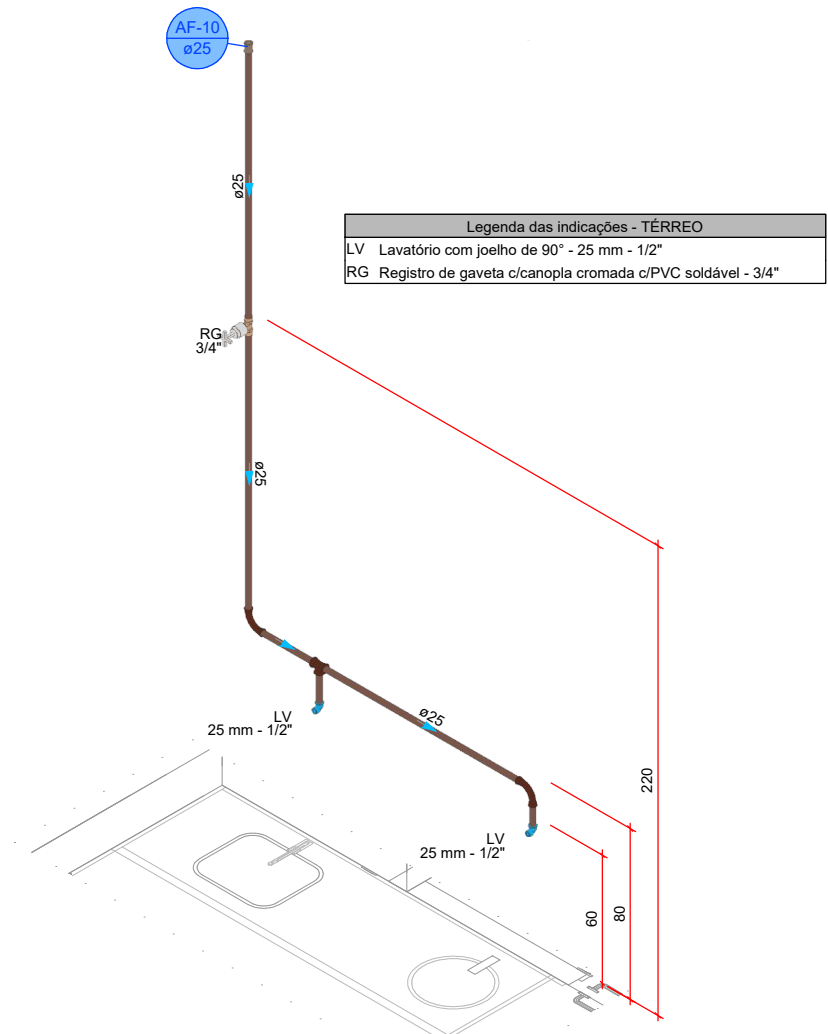 AF-10
ø25
ø25
Legenda das indicações - TÉRREO
LV Lavatório com joelho de 90° - 25 mm - 1/2"
RG Registro de gaveta c/canopla cromada c/PVC soldável - 3/4"
RG
3/4"
ø25
LV
25 mm - 1/2"
ø25
LV
25 mm - 1/2"
220
60
80